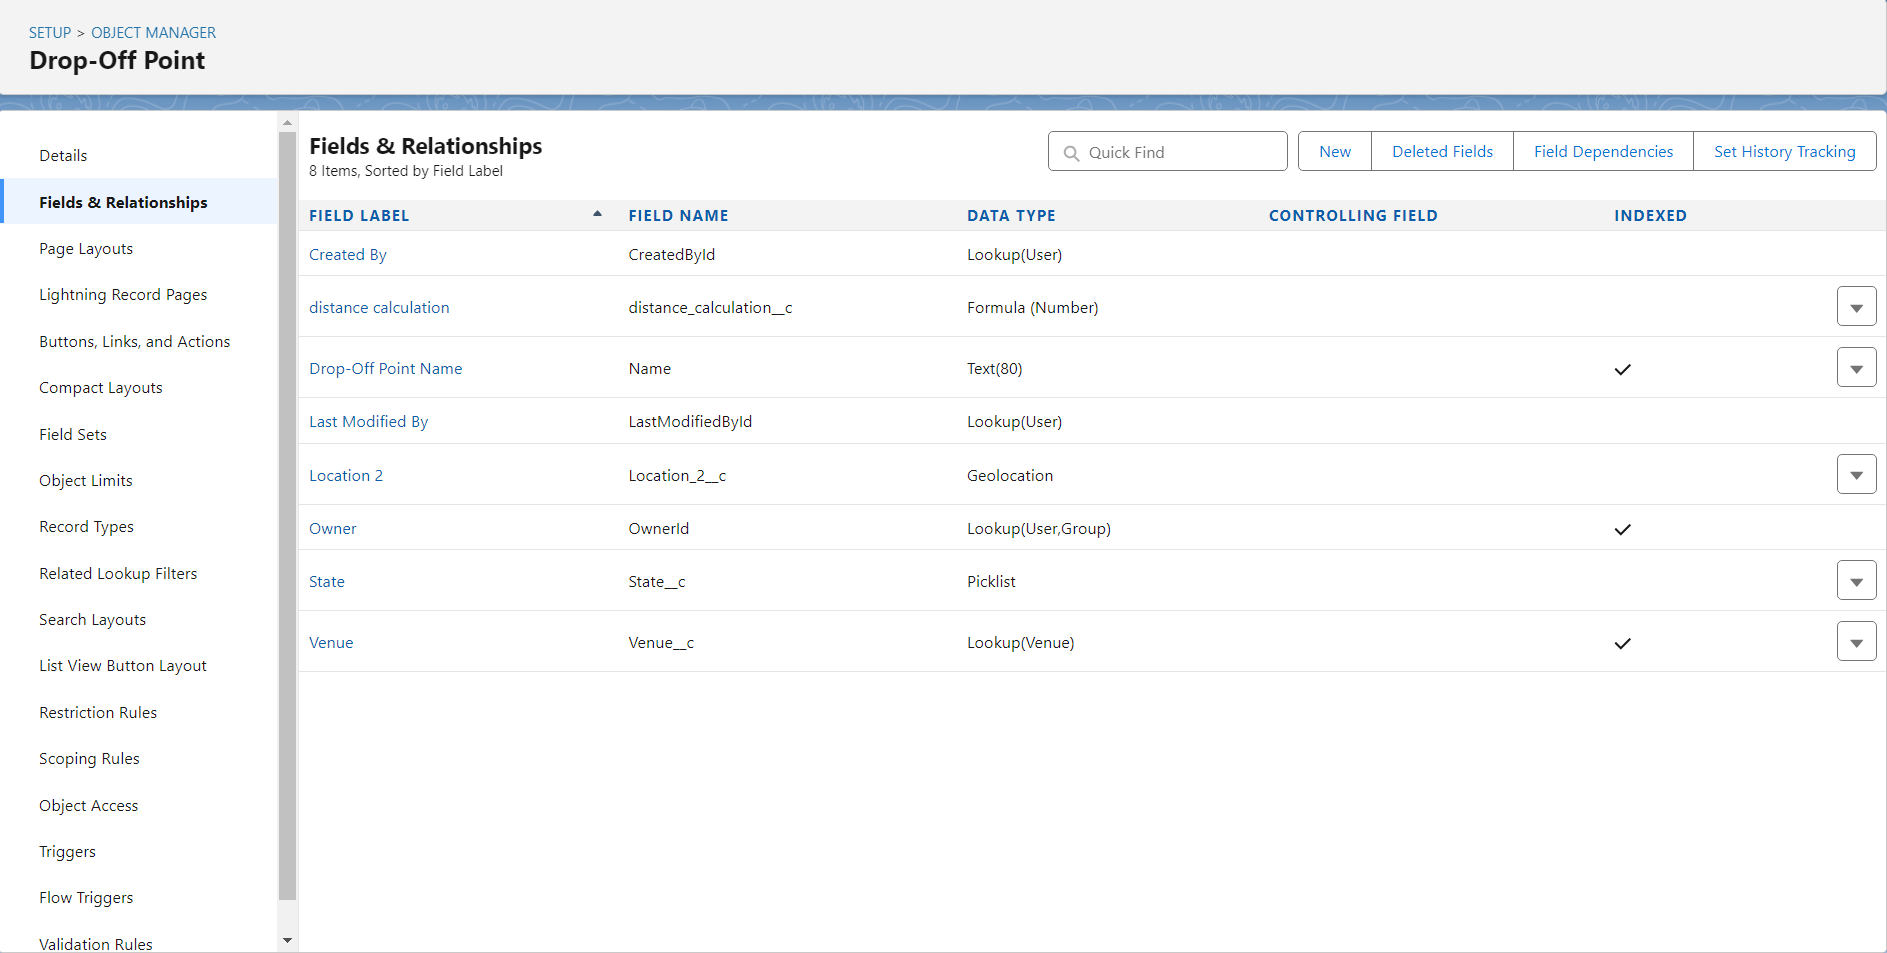 SETUP > OBJECT MANAGER
Drop-Off Point
Details
Fields & Relationships
Page Layouts
Lightning Record Pages
Buttons, Links, and Actions
Compact Layouts
Field Sets
Object Limits
Record Types
Related Lookup Filters
Search Layouts
List View Button Layout
Restriction Rules
Scoping Rules
Object Access
Triggers
Flow Triggers
Validation Rules
Fields & Relationships
8 Items, Sorted by Field Label
Quick Find
New Deleted Fields Field Dependencies Set History Tracking
FIELD LABEL FIELD NAME DATA TYPE CONTROLLING FIELD INDEXED
Created By CreatedById Lookup(User)
distance calculation distance_calculation__c Formula (Number)
Drop-Off Point Name Name Text(80)
Last Modified By LastModifiedById Lookup(User)
Location 2 Location_2__c Geolocation
Owner OwnerId Lookup(User,Group)
State State__c Picklist
Venue Venue__c Lookup(Venue)